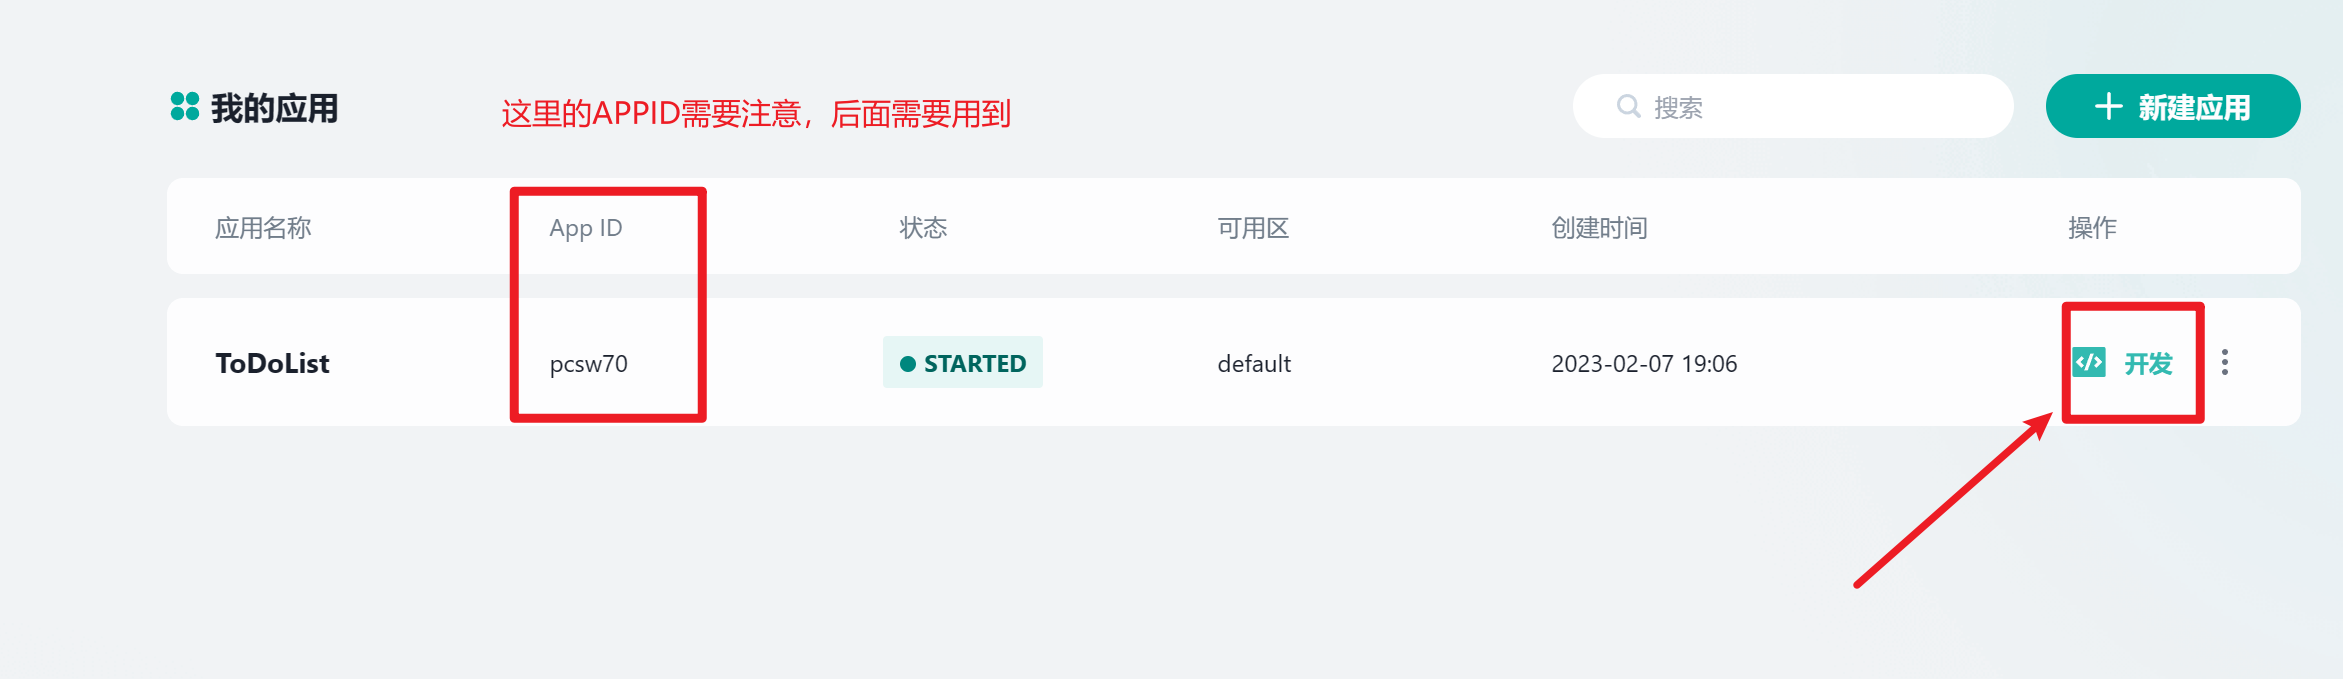 我的应用
这里的APPID需要注意，后面需要用到
搜索
新建应用
应用名称 App ID 状态 可用区 创建时间 操作
ToDoList pcsw70 STARTED default 2023-02-07 19:06 开发